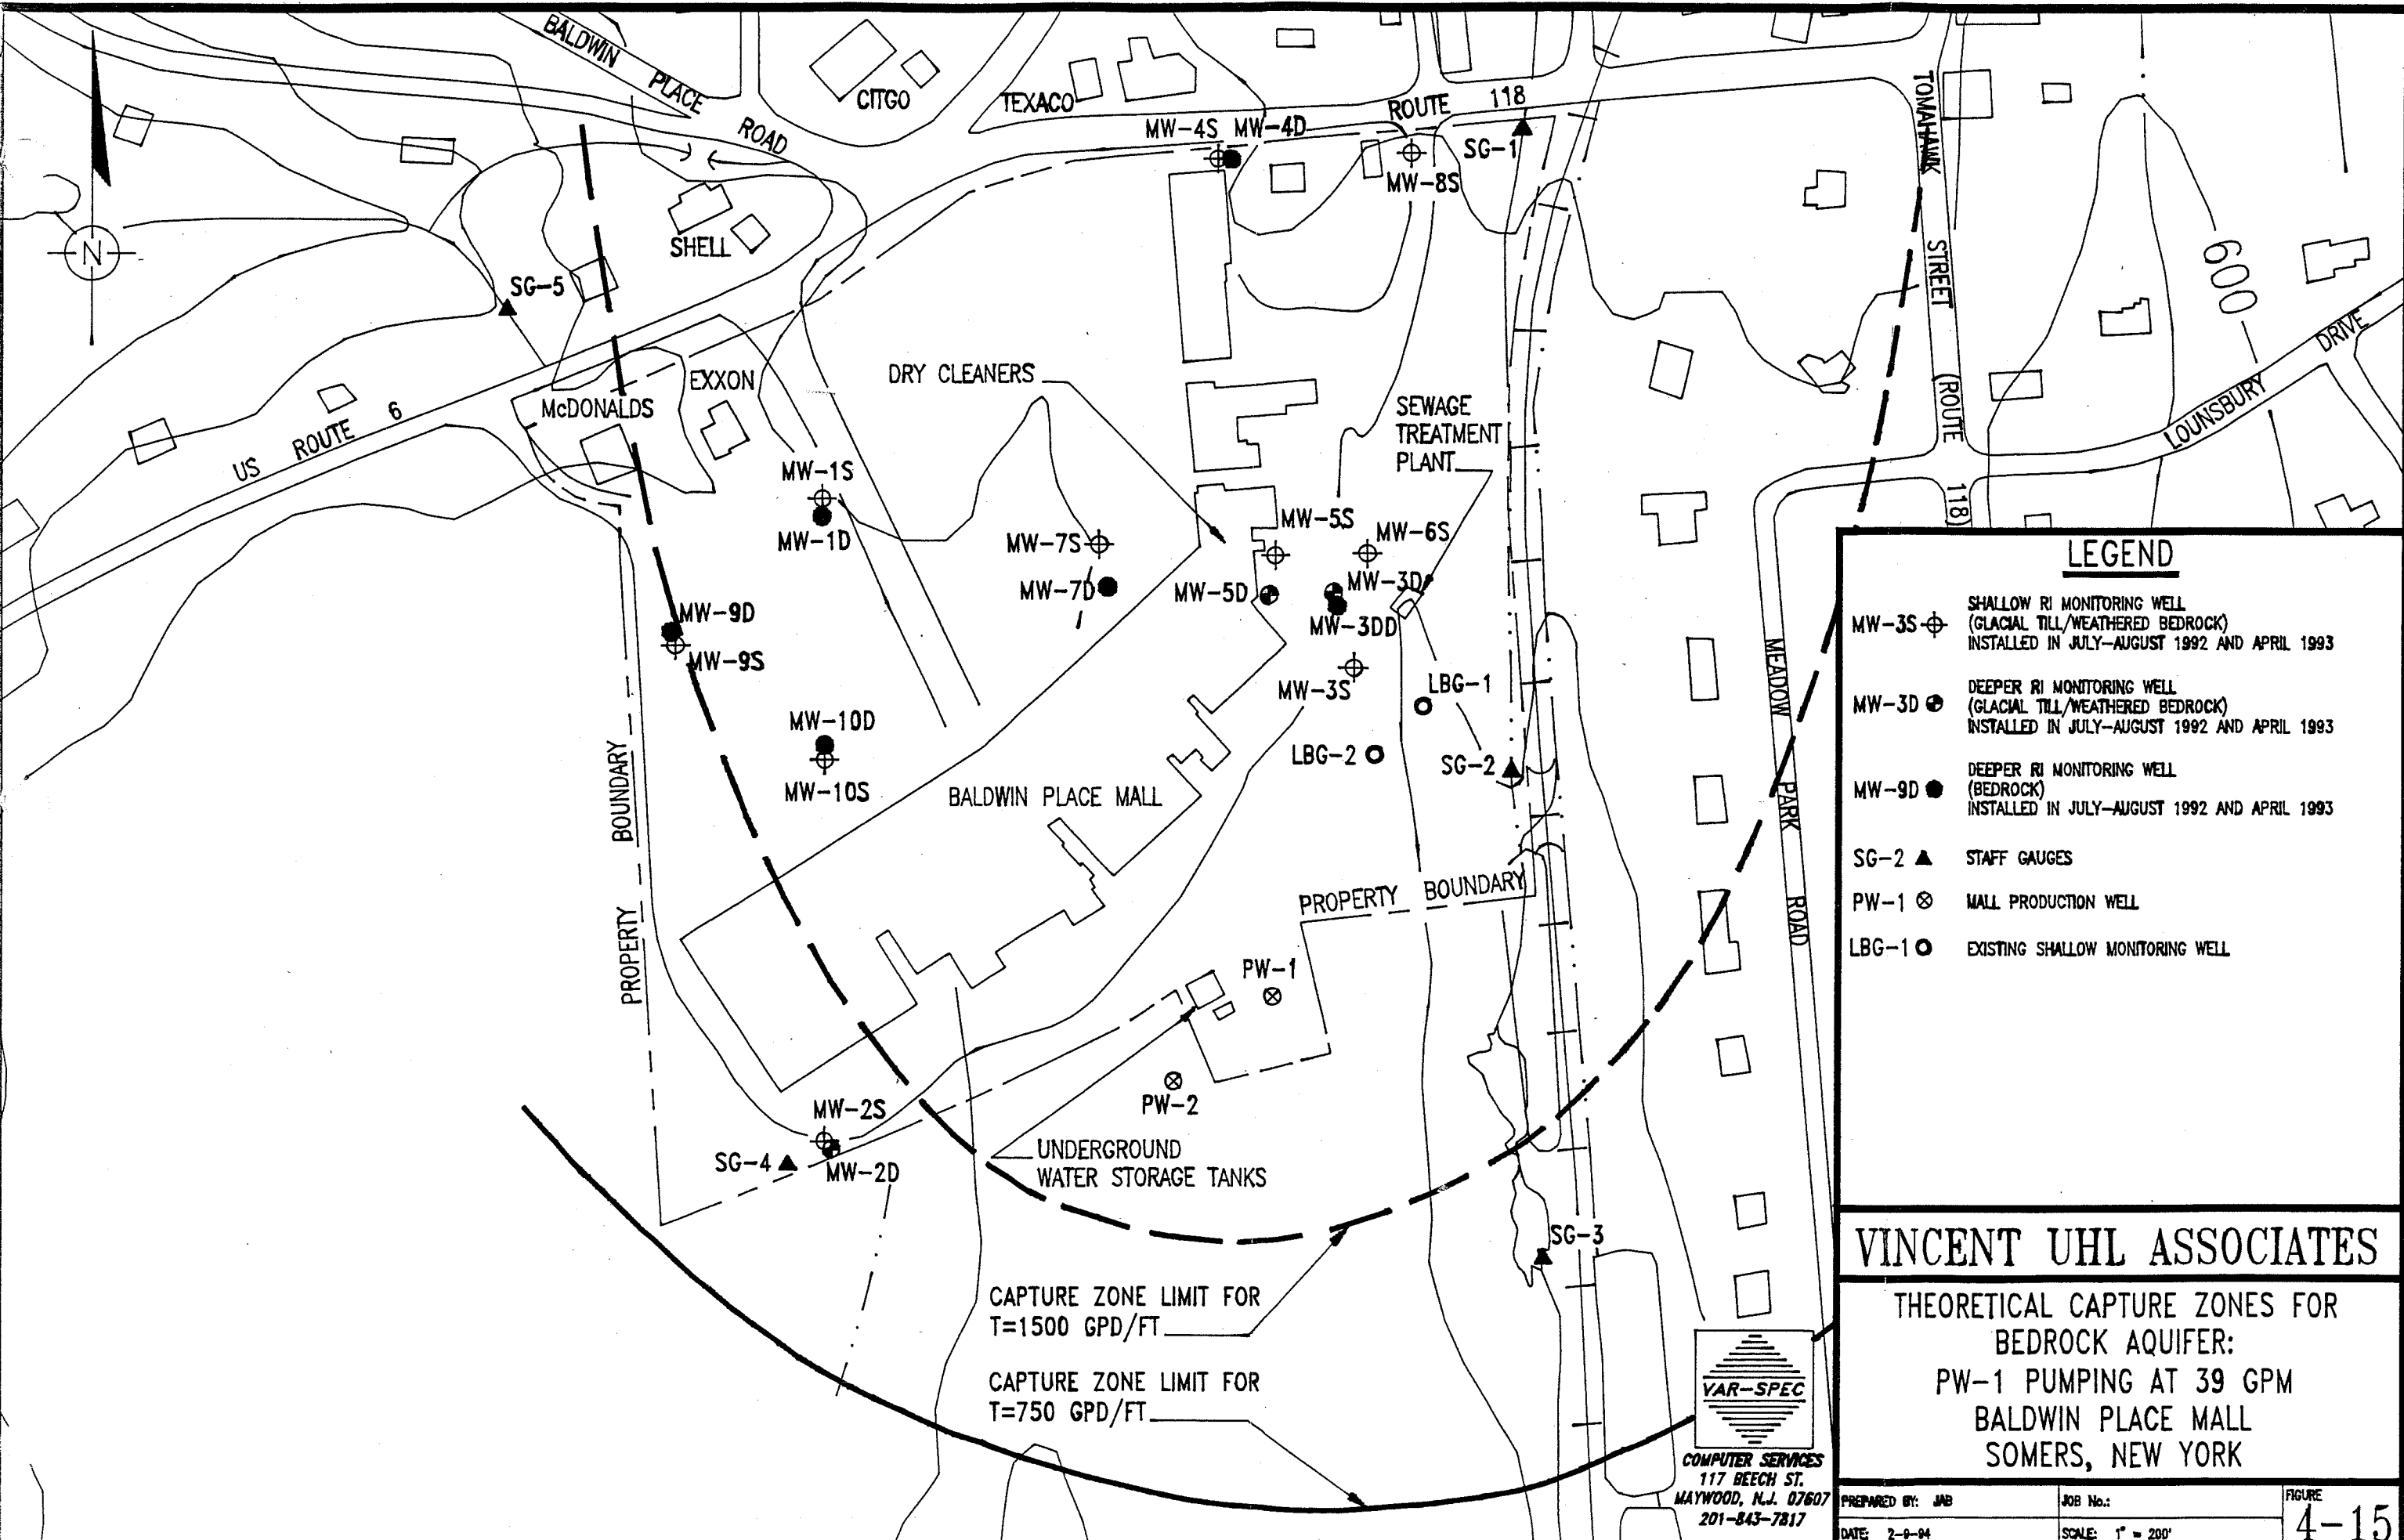 BALDWIN PLACE ROAD
CITGO
TEXACO
ROUTE 118
MW-4S MW-4D
SG-1
MW-8S
TOMAHAWK STREET (ROUTE 118)
SHELL
N
SG-5
600
LOUNSBURY DRIVE
EXXON
McDONALDS
US ROUTE 6
DRY CLEANERS
SEWAGE
TREATMENT
PLANT
MW-1S
MW-1D
MW-7S
MW-7D
MW-5S
MW-6S
MW-5D
MW-3D
MW-3DD
MW-3S
LBG-1
LBG-2
SG-2
MW-9D
MW-9S
MW-10D
MW-10S
BALDWIN PLACE MALL
PROPERTY BOUNDARY
PROPERTY BOUNDARY
MEADOW PARK ROAD
PW-1
PW-2
MW-2S
SG-4
MW-2D
UNDERGROUND
WATER STORAGE TANKS
SG-3
CAPTURE ZONE LIMIT FOR
T=1500 GPD/FT
CAPTURE ZONE LIMIT FOR
T=750 GPD/FT
LEGEND
MW-3S
SHALLOW RI MONITORING WELL
(GLACIAL TILL/WEATHERED BEDROCK)
INSTALLED IN JULY-AUGUST 1992 AND APRIL 1993
MW-3D
DEEPER RI MONITORING WELL
(GLACIAL TILL/WEATHERED BEDROCK)
INSTALLED IN JULY-AUGUST 1992 AND APRIL 1993
MW-9D
DEEPER RI MONITORING WELL
(BEDROCK)
INSTALLED IN JULY-AUGUST 1992 AND APRIL 1993
SG-2 STAFF GAUGES
PW-1 MALL PRODUCTION WELL
LBG-1 EXISTING SHALLOW MONITORING WELL
VINCENT UHL ASSOCIATES
THEORETICAL CAPTURE ZONES FOR
BEDROCK AQUIFER:
PW-1 PUMPING AT 39 GPM
BALDWIN PLACE MALL
SOMERS, NEW YORK
VAR-SPEC
COMPUTER SERVICES
117 BEECH ST.
MAYWOOD, N.J. 07607
201-843-7817
PREPARED BY: JAB
JOB No.:
FIGURE
4-15
DATE: 2-9-94
SCALE: 1" = 200'